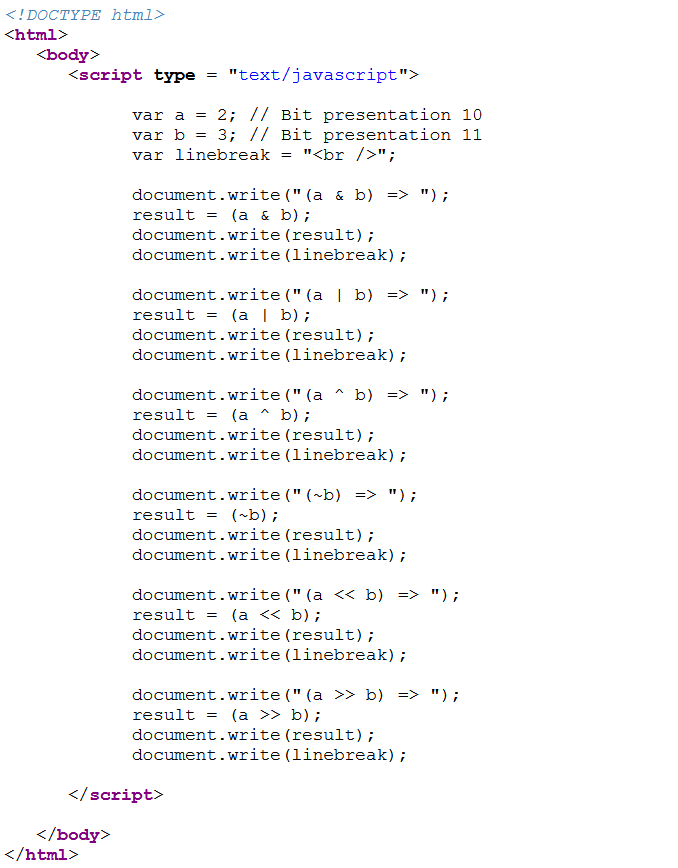 <!DOCTYPE html>
<html>
<body>
<script type = "text/javascript">
var a = 2; // Bit presentation 10
var b = 3; // Bit presentation 11
var linebreak = "<br />";
document.write("(a & b) => ");
result = (a & b);
document.write(result);
document.write(linebreak);
document.write("(a | b) => ");
result = (a | b);
document.write(result);
document.write(linebreak);
document.write("(a ^ b) => ");
result = (a ^ b);
document.write(result);
document.write(linebreak);
document.write("(~b) => ");
result = (~b);
document.write(result);
document.write(linebreak);
document.write("(a << b) => ");
result = (a << b);
document.write(result);
document.write(linebreak);
document.write("(a >> b) => ");
result = (a >> b);
document.write(result);
document.write(linebreak);
</script>
</body>
</html>